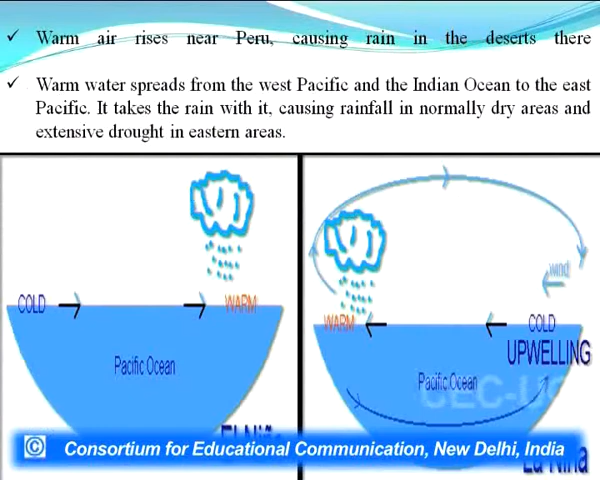 Warm air rises near Peru, causing rain in the deserts there
Warm water spreads from the west Pacific and the Indian Ocean to the east
Pacific. It takes the rain with it, causing rainfall in normally dry areas and
extensive drought in eastern areas.
COLD
WARM
Pacific Ocean
wind
WARM
COLD
UPWELLING
Pacific Ocean
El Niño
La Niña
© Consortium for Educational Communication, New Delhi, India